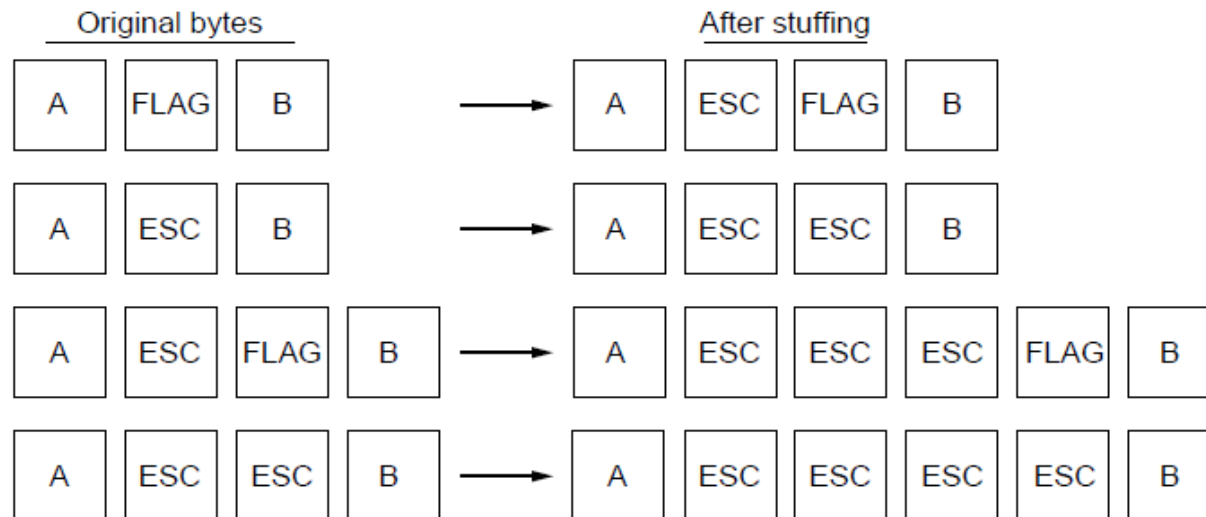 Original bytes After stuffing
A FLAG B A ESC FLAG B
A ESC B A ESC ESC B
A ESC FLAG B A ESC ESC ESC FLAG B
A ESC ESC B A ESC ESC ESC ESC B